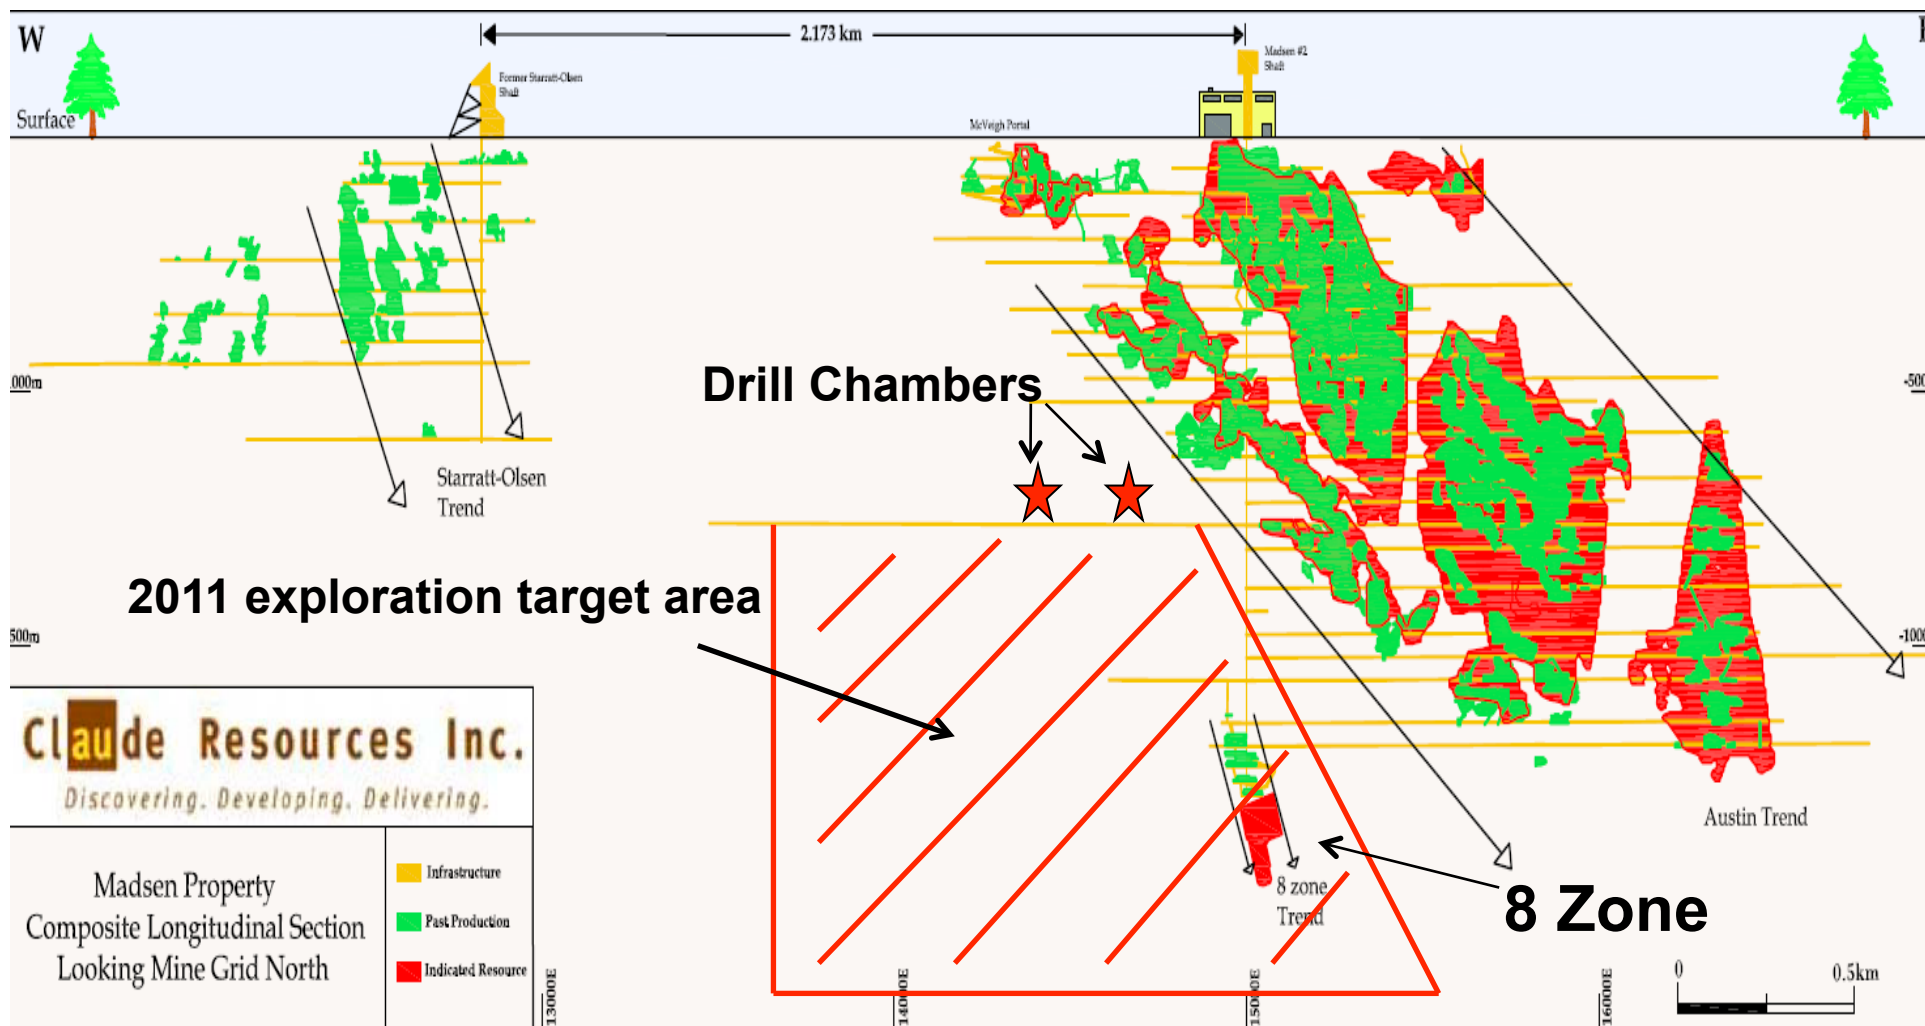 W
2.173 km
Former Starratt-Olsen
Shaft
Madsen #2
Shaft
Surface
McVeigh Portal
000m
-500
Drill Chambers
Starratt-Olsen
Trend
2011 exploration target area
500m
-1000
Claude Resources Inc.
Discovering. Developing. Delivering.
Austin Trend
8 zone
Trend
8 Zone
Madsen Property
Composite Longitudinal Section
Looking Mine Grid North
Infrastructure
Past Production
Indicated Resource
13000E
14000E
15000E
16000E
0
0.5km